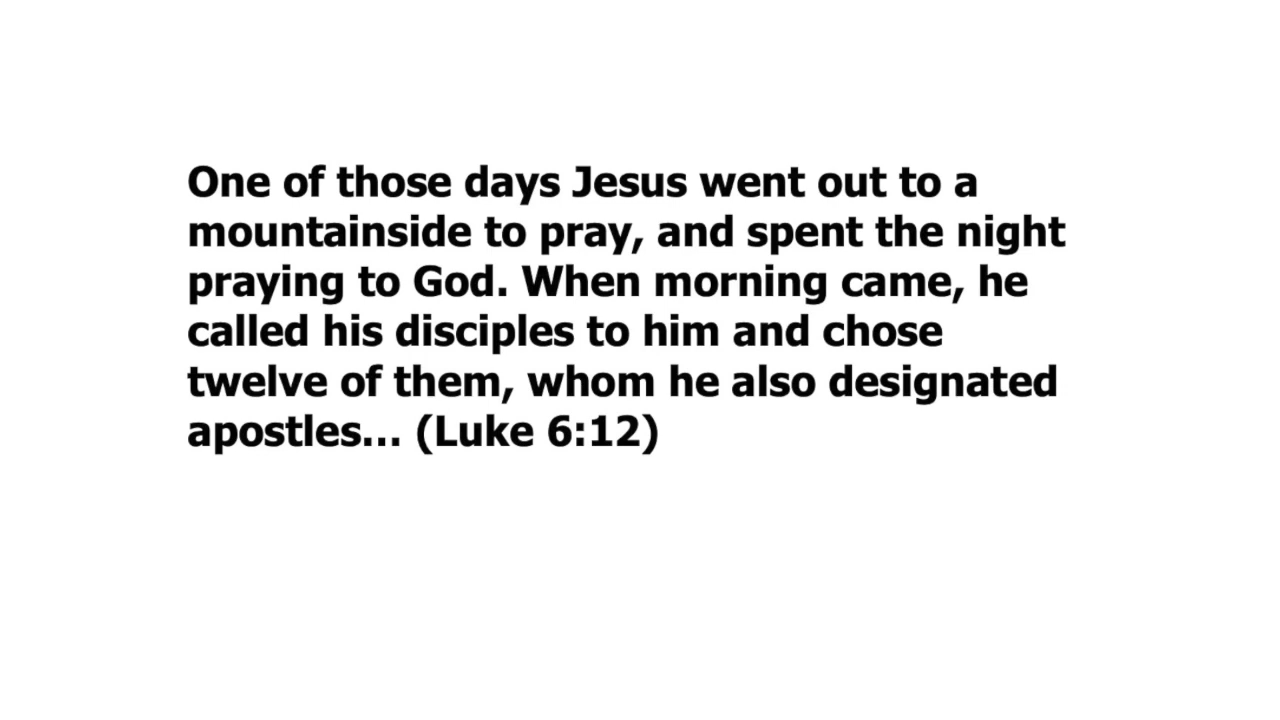 One of those days Jesus went out to a
mountainside to pray, and spent the night
praying to God. When morning came, he
called his disciples to him and chose
twelve of them, whom he also designated
apostles... (Luke 6:12)